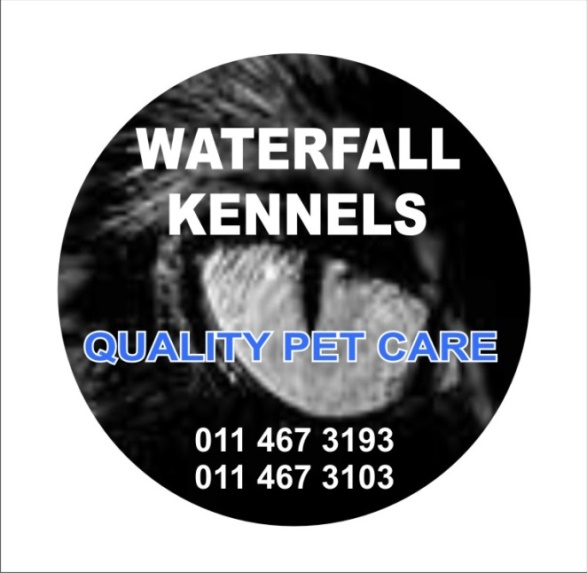 WATERFALL
KENNELS
QUALITY PET CARE
011 467 3193
011 467 3103